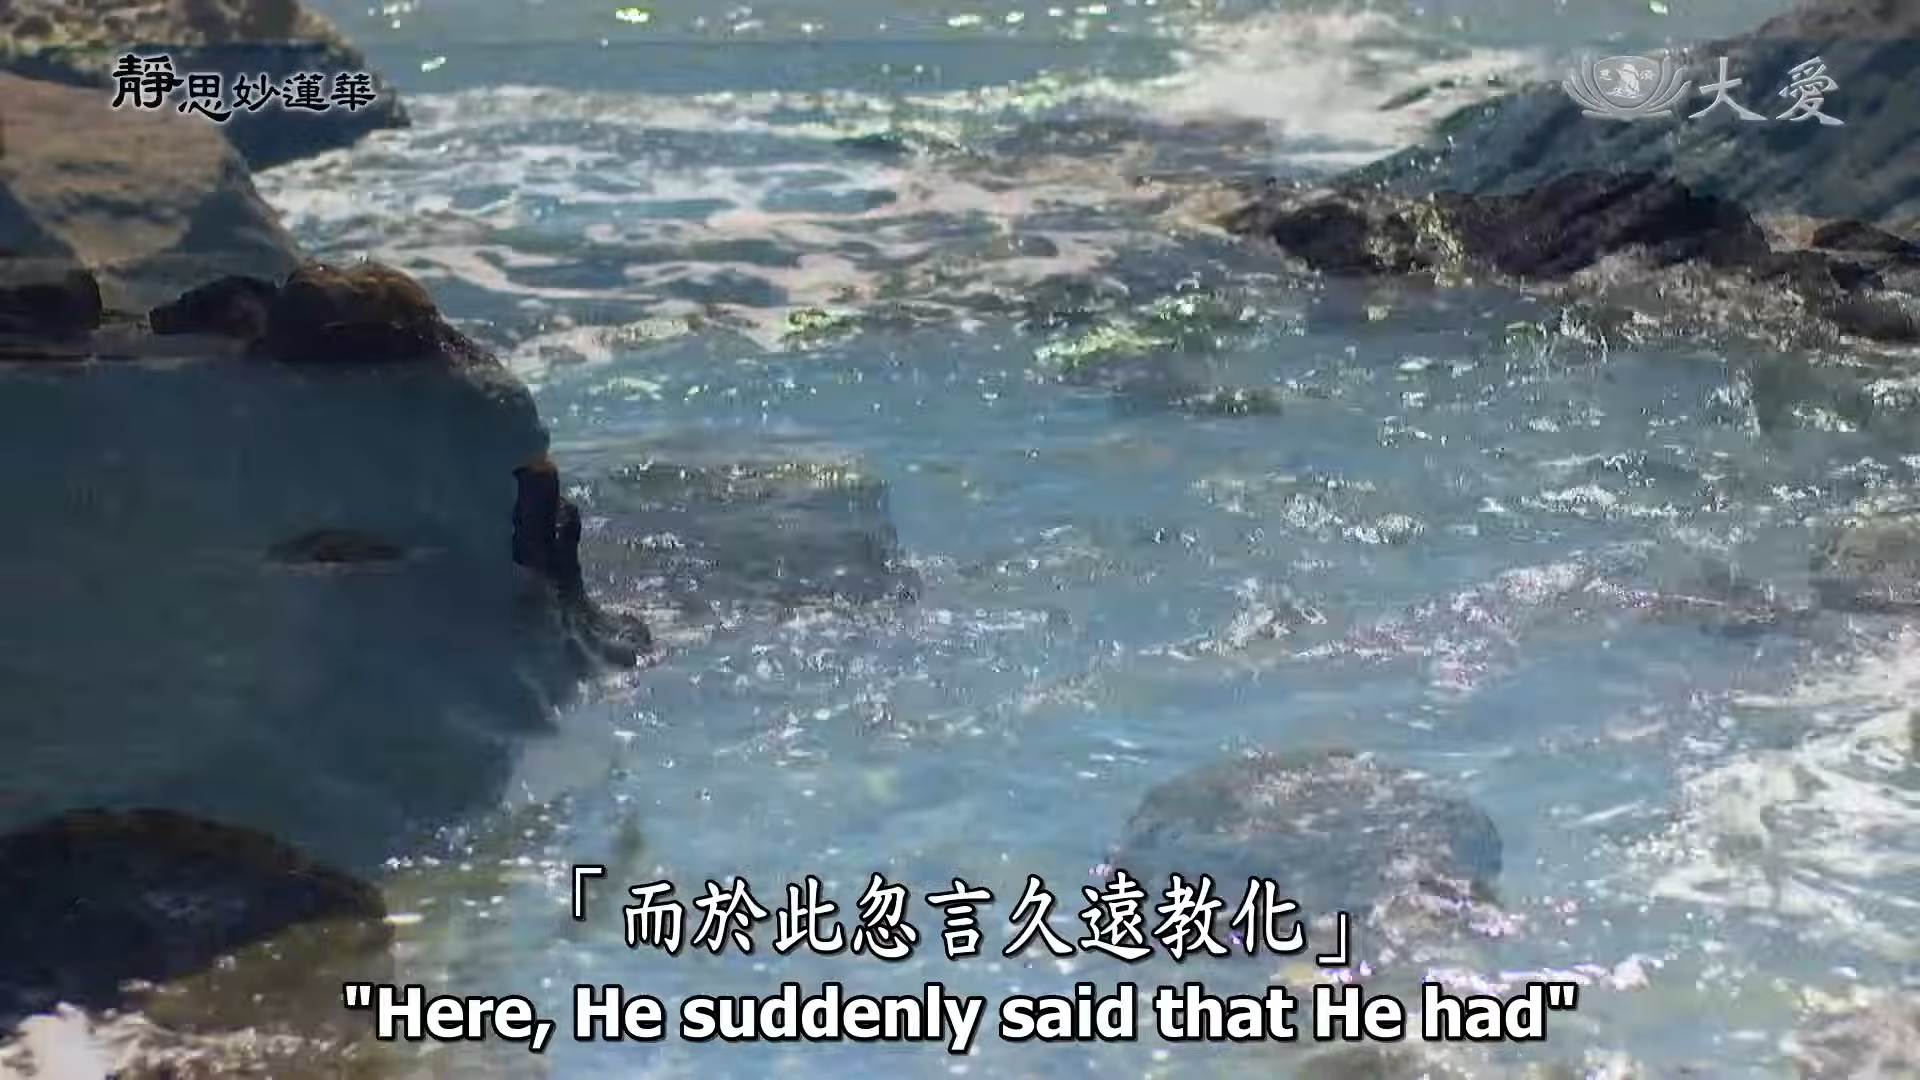 靜思妙蓮華
大愛
「而於此忽言久遠教化」
"Here, He suddenly said that He had"